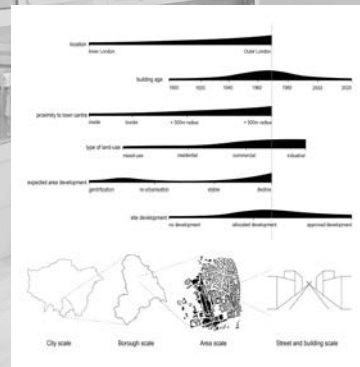 location
Inner London Outer London
building age
1900 1920 1940 1960 1980 2000 2020
proximity to town centre
inside border < 800m radius > 800m radius
type of land-use
mixed-use residential commercial industrial
expected area development
gentrification re-urbanisation stable decline
site development
no development allocated development approved development
City scale Borough scale Area scale Street and building scale